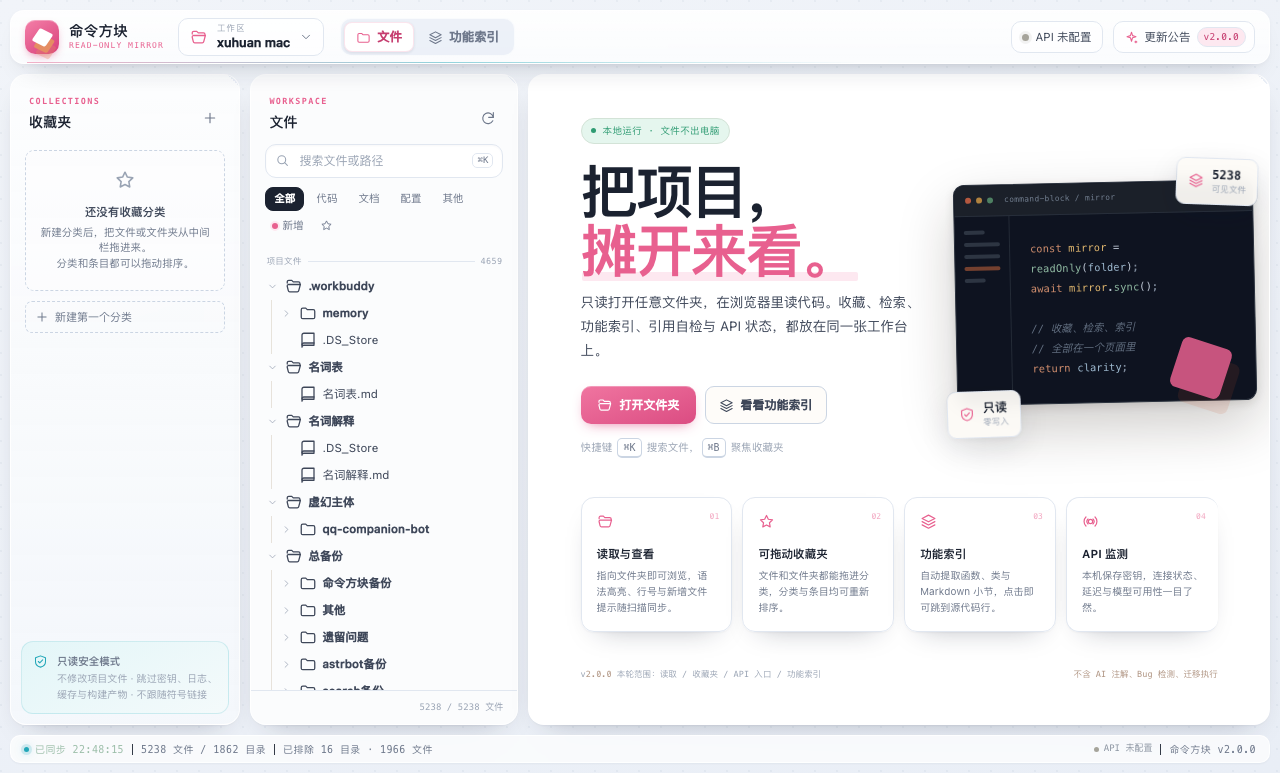 命令方块
READ-ONLY MIRROR
工作区
xuhuan mac
文件
功能索引
API 未配置
更新公告 v2.0.0
COLLECTIONS
收藏夹
还没有收藏分类
新建分类后，把文件或文件夹从中间
栏拖进来。
分类和条目都可以拖动排序。
新建第一个分类
只读安全模式
不修改项目文件 · 跳过密钥、日志、
缓存与构建产物 · 不跟随符号链接
WORKSPACE
文件
搜索文件或路径 ⌘K
全部 代码 文档 配置 其他
新增
项目文件 4659
.workbuddy
memory
.DS_Store
名词表
名词表.md
名词解释
.DS_Store
名词解释.md
虚幻主体
qq-companion-bot
总备份
命令方块备份
其他
遗留问题
astrbot备份
5238 / 5238 文件
本地运行 · 文件不出电脑
把项目，
摊开来看。
只读打开任意文件夹，在浏览器里读代码。收藏、检索、
功能索引、引用自检与 API 状态，都放在同一张工作台
上。
打开文件夹
看看功能索引
快捷键 ⌘K 搜索文件， ⌘B 聚焦收藏夹
command-block / mirror
5238
可见文件
const mirror =
readOnly(folder);
await mirror.sync();
// 收藏、检索、索引
// 全部在一个页面里
return clarity;
只读
零写入
01
读取与查看
指向文件夹即可浏览，语
法高亮、行号与新增文件
提示随扫描同步。
02
可拖动收藏夹
文件和文件夹都能拖进分
类，分类与条目均可重新
排序。
03
功能索引
自动提取函数、类与
Markdown 小节，点击即
可跳到源代码行。
04
API 监测
本机保存密钥，连接状态、
延迟与模型可用性一目了
然。
v2.0.0 本轮范围：读取 / 收藏夹 / API 入口 / 功能索引
不含 AI 注解、Bug 检测、迁移执行
已同步 22:48:15 | 5238 文件 / 1862 目录 | 已排除 16 目录 · 1966 文件
API 未配置 | 命令方块 v2.0.0